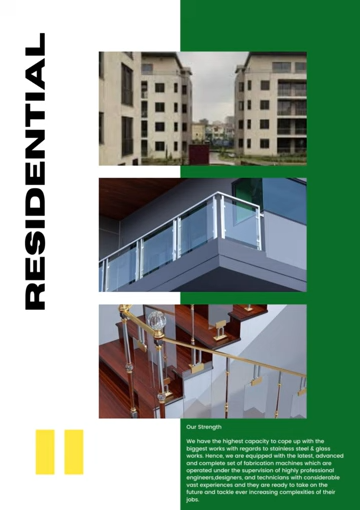 RESIDENTIAL
Our Strength
We have the highest capacity to cope up with the
biggest works with regards to stainless steel & glass
works. Hence, we are equipped with the latest, advanced
and complete set of fabrication machines which are
operated under the supervision of highly professional
engineers,designers, and technicians with considerable
vast experiences and they are ready to take on the
future and tackle ever increasing complexities of their
jobs.